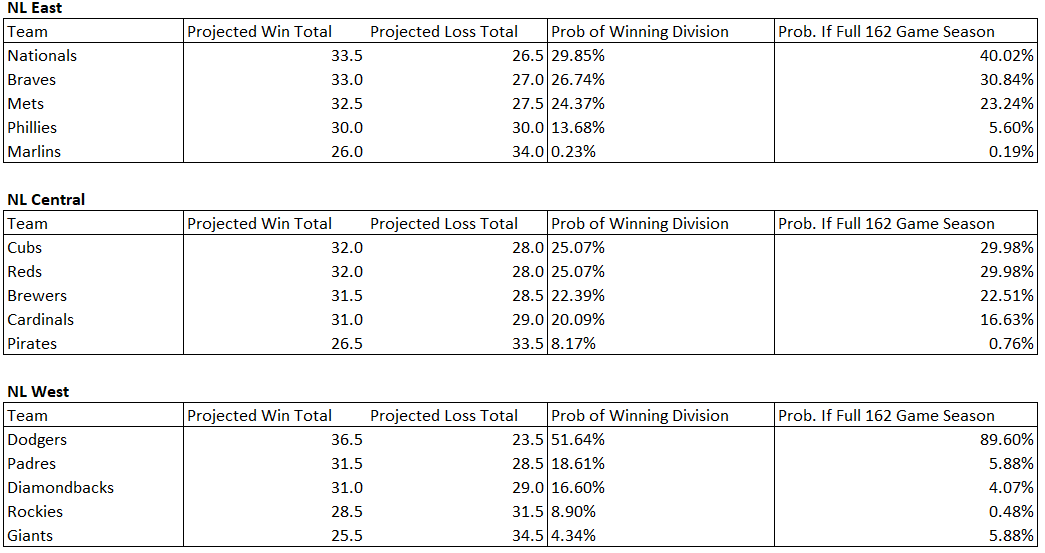 NL East
Team Projected Win Total Projected Loss Total Prob of Winning Division Prob. If Full 162 Game Season
Nationals 33.5 26.5 29.85% 40.02%
Braves 33.0 27.0 26.74% 30.84%
Mets 32.5 27.5 24.37% 23.24%
Phillies 30.0 30.0 13.68% 5.60%
Marlins 26.0 34.0 0.23% 0.19%
NL Central
Team Projected Win Total Projected Loss Total Prob of Winning Division Prob. If Full 162 Game Season
Cubs 32.0 28.0 25.07% 29.98%
Reds 32.0 28.0 25.07% 29.98%
Brewers 31.5 28.5 22.39% 22.51%
Cardinals 31.0 29.0 20.09% 16.63%
Pirates 26.5 33.5 8.17% 0.76%
NL West
Team Projected Win Total Projected Loss Total Prob of Winning Division Prob. If Full 162 Game Season
Dodgers 36.5 23.5 51.64% 89.60%
Padres 31.5 28.5 18.61% 5.88%
Diamondbacks 31.0 29.0 16.60% 4.07%
Rockies 28.5 31.5 8.90% 0.48%
Giants 25.5 34.5 4.34% 5.88%